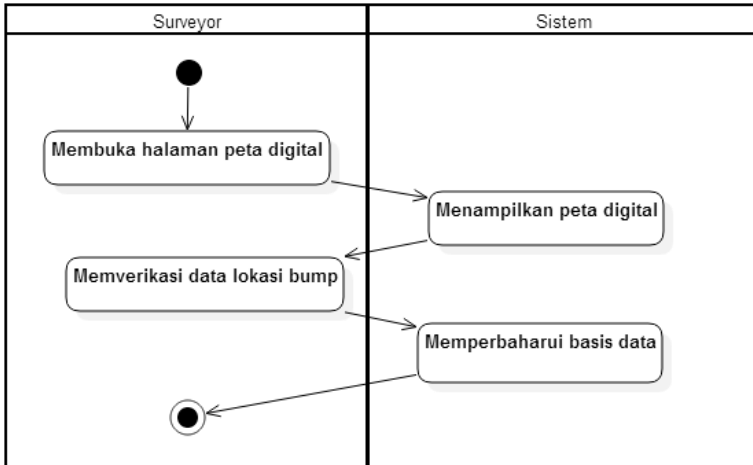 Surveyor
Sistem
Membuka halaman peta digital
Menampilkan peta digital
Memverikasi data lokasi bump
Memperbaharui basis data